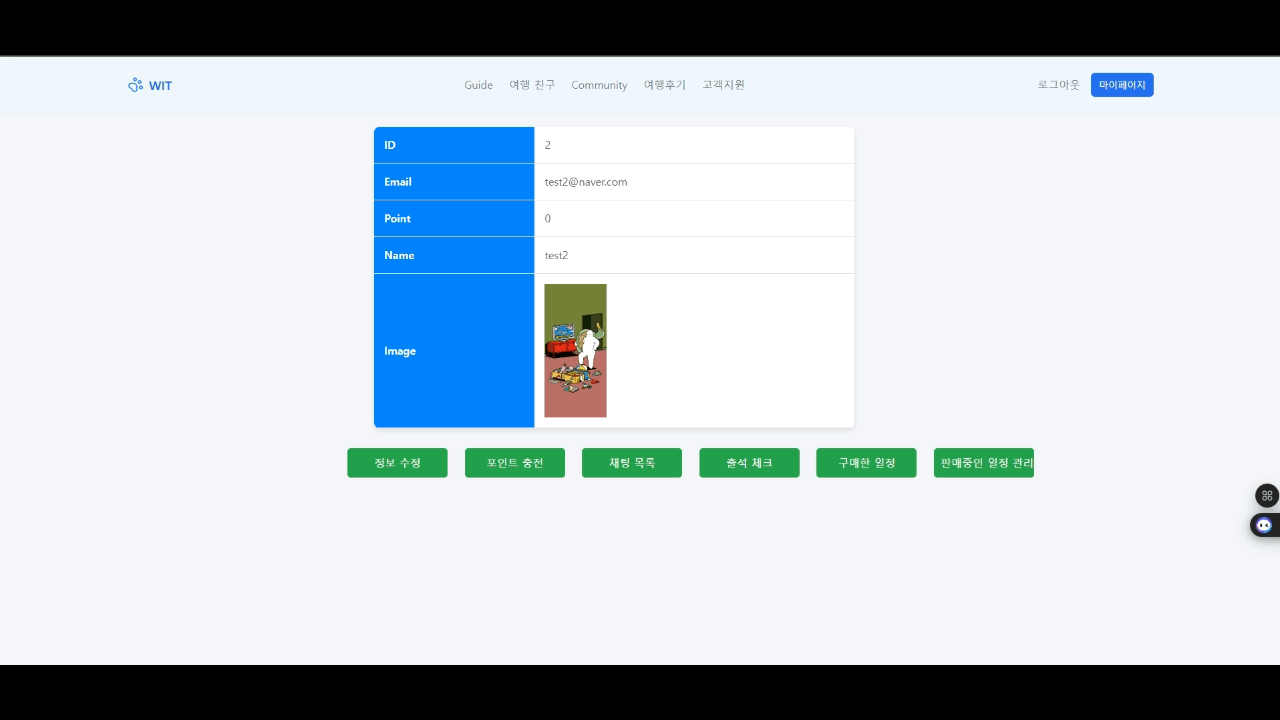 WIT
Guide 여행 친구 Community 여행후기 고객지원
로그아웃 마이페이지
ID 2
Email test2@naver.com
Point 0
Name test2
Image
정보 수정 포인트 충전 채팅 목록 출석 체크 구매한 일정 판매중인 일정 관리